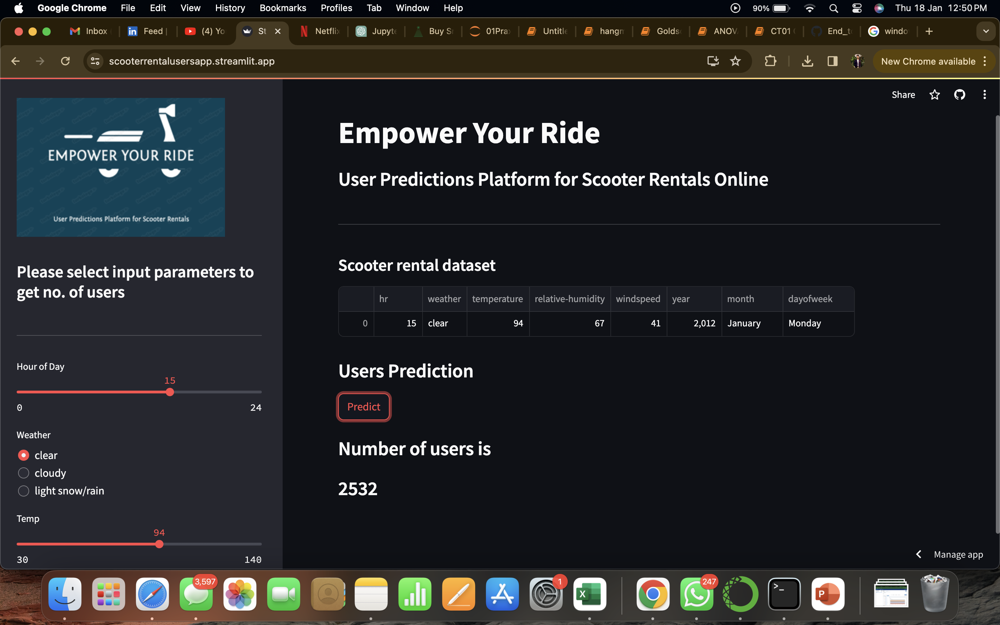 Google Chrome File Edit View History Bookmarks Profiles Tab Window Help 90% Thu 18 Jan 12:50 PM
Inbox Feed (4) Yo St Netflix Jupyte Buy Sr 01Prax Untitle hangm Goldsc ANOVA CT01 End_to windo
scooterrentalusersapp.streamlit.app New Chrome available
Share
EMPOWER YOUR RIDE
User Predictions Platform for Scooter Rentals
Please select input parameters to
get no. of users
Hour of Day
15
0 24
Weather
clear
cloudy
light snow/rain
Temp
94
30 140
Empower Your Ride
User Predictions Platform for Scooter Rentals Online
Scooter rental dataset
hr weather temperature relative-humidity windspeed year month dayofweek
0 15 clear 94 67 41 2,012 January Monday
Users Prediction
Predict
Number of users is
2532
Manage app
3,597 1 247